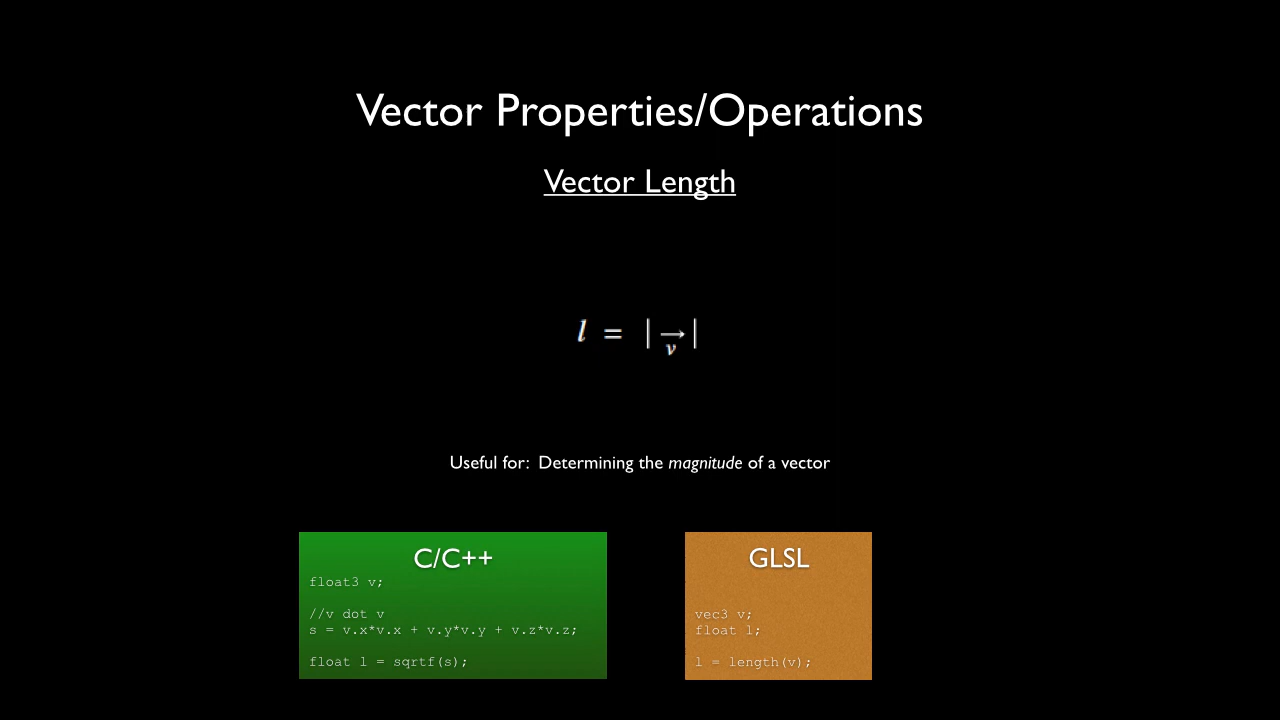 Vector Properties/Operations
Vector Length
l = | →v |
Useful for: Determining the magnitude of a vector
C/C++
float3 v;
//v dot v
s = v.x*v.x + v.y*v.y + v.z*v.z;
float l = sqrtf(s);
GLSL
vec3 v;
float l;
l = length(v);